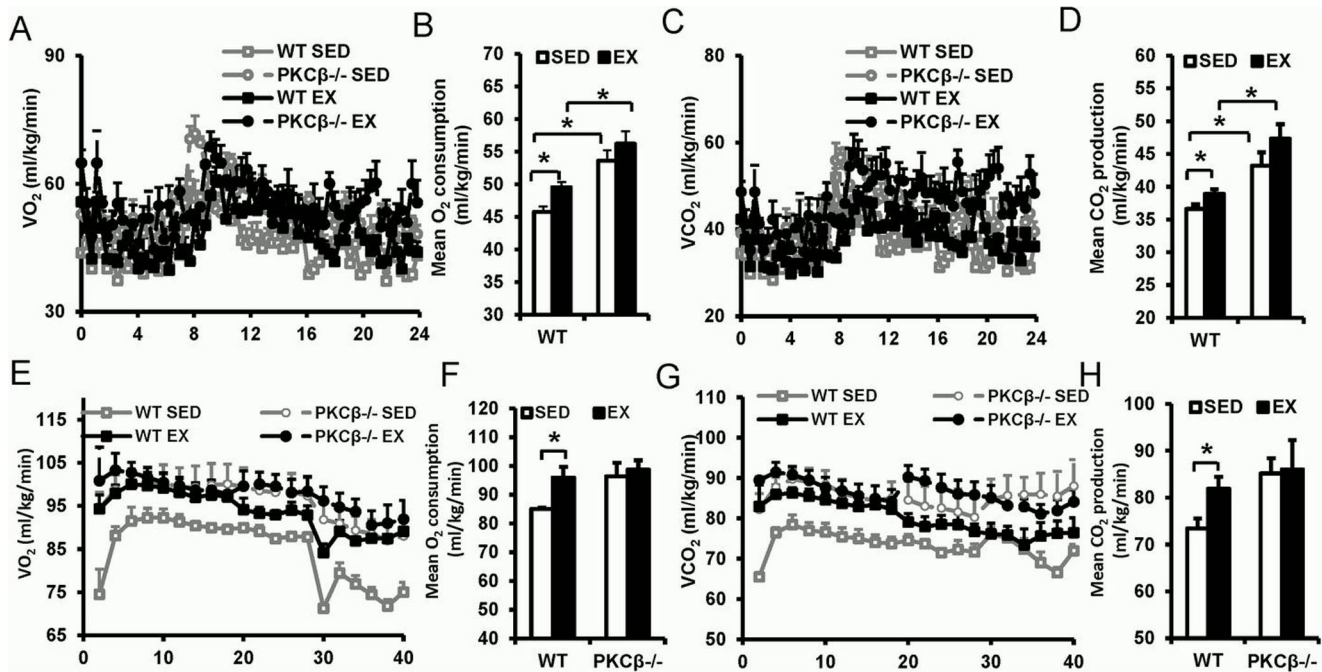 A
VO2 (ml/kg/min)
90
60
30
WT SED
PKCβ-/- SED
WT EX
PKCβ-/- EX
0 4 8 12 16 20 24
B
Mean O2 consumption
(ml/kg/min)
70
65
60
55
50
45
40
35
30
SED EX
*
*
*
WT
C
VCO2 (ml/kg/min)
80
60
40
20
WT SED
PKCβ-/- SED
WT EX
PKCβ-/- EX
0 4 8 12 16 20 24
D
Mean CO2 production
(ml/kg/min)
60
55
50
45
40
35
30
25
20
SED EX
*
*
*
WT
E
VO2 (ml/kg/min)
115
105
95
85
75
65
WT SED PKCβ-/- SED
WT EX PKCβ-/- EX
0 10 20 30 40
F
Mean O2 consumption
(ml/kg/min)
120
110
100
90
80
70
60
50
40
SED EX
*
WT PKCβ-/-
G
VCO2 (ml/kg/min)
110
100
90
80
70
60
50
WT SED PKCβ-/- SED
WT EX PKCβ-/- EX
0 10 20 30 40
H
Mean CO2 production
(ml/kg/min)
100
90
80
70
60
50
SED EX
*
WT PKCβ-/-